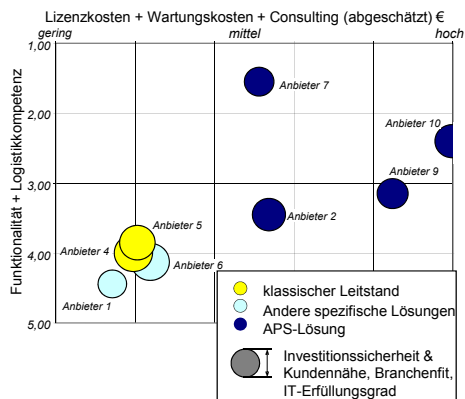 Lizenzkosten + Wartungskosten + Consulting (abgeschätzt) €
gering mittel hoch
Funktionalität + Logistikkompetenz
1,00
2,00
3,00
4,00
5,00
Anbieter 7
Anbieter 10
Anbieter 9
Anbieter 2
Anbieter 5
Anbieter 4
Anbieter 6
Anbieter 1
klassischer Leitstand
Andere spezifische Lösungen
APS-Lösung
Investitionssicherheit &
Kundennähe, Branchenfit,
IT-Erfüllungsgrad